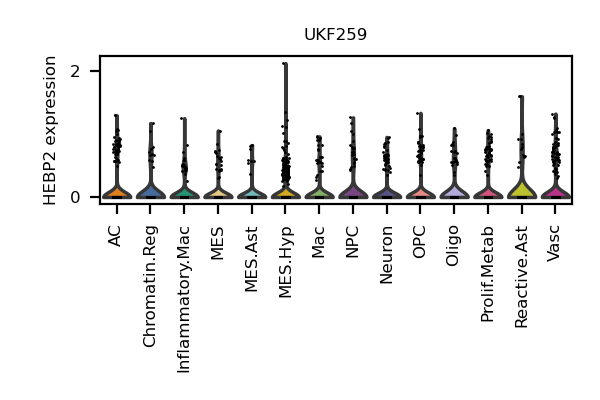 UKF259
HEBP2 expression
2
0
AC
Chromatin.Reg
Inflammatory.Mac
MES
MES.Ast
MES.Hyp
Mac
NPC
Neuron
OPC
Oligo
Prolif.Metab
Reactive.Ast
Vasc